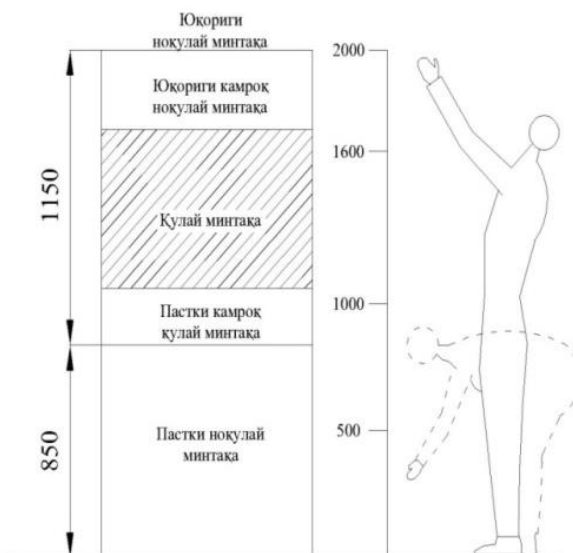 Юқориги
ноқулай минтақа
Юқориги камроқ
ноқулай минтақа
Қулай минтақа
Пастки камроқ
қулай минтақа
Пастки ноқулай
минтақа
1150
850
2000
1600
1000
500